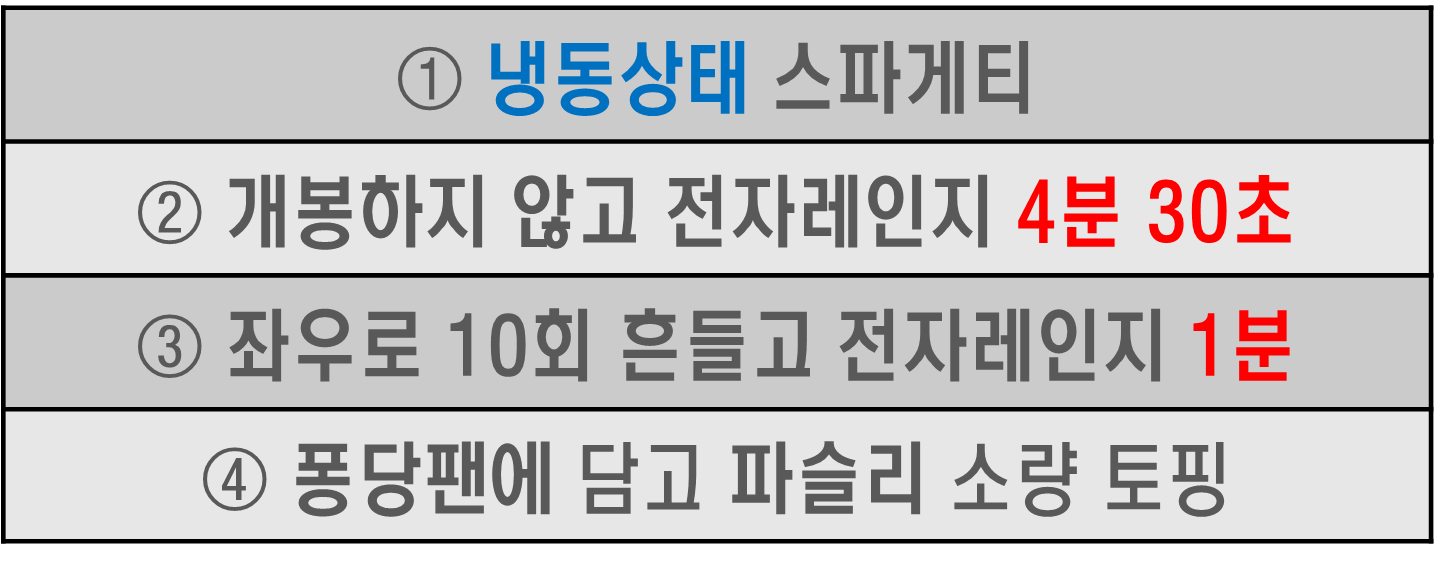 ① 냉동상태 스파게티
② 개봉하지 않고 전자레인지 4분 30초
③ 좌우로 10회 흔들고 전자레인지 1분
④ 퐁당팬에 담고 파슬리 소량 토핑